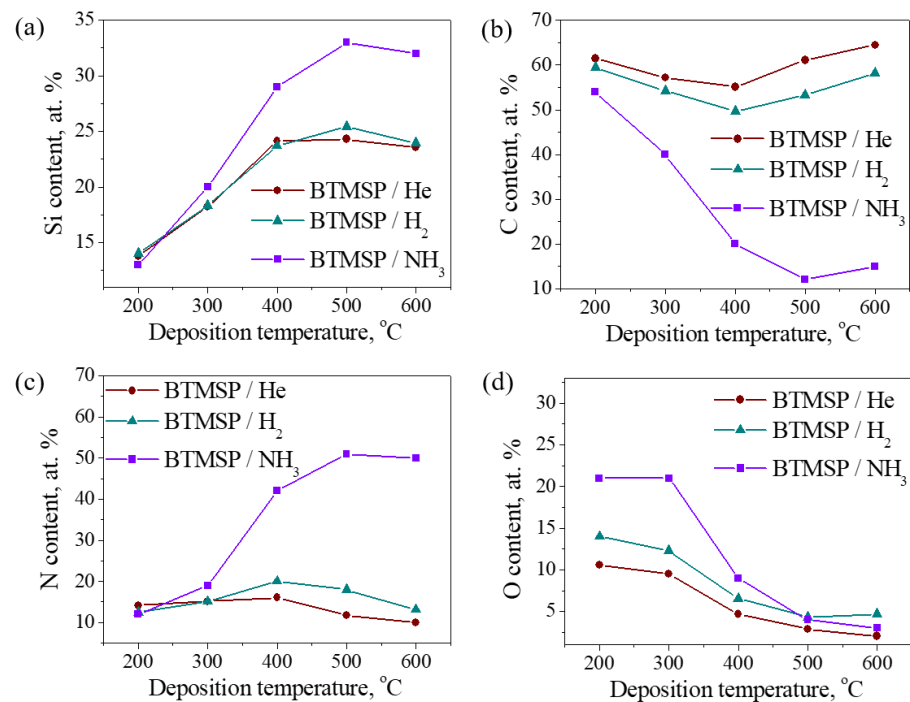 (a)
Si content, at. %
35
30
25
20
15
BTMSP / He
BTMSP / H₂
BTMSP / NH₃
200 300 400 500 600
Deposition temperature, °C
(b)
C content, at. %
70
60
50
40
30
20
10
BTMSP / He
BTMSP / H₂
BTMSP / NH₃
200 300 400 500 600
Deposition temperature, °C
(c)
N content, at. %
70
60
50
40
30
20
10
BTMSP / He
BTMSP / H₂
BTMSP / NH₃
200 300 400 500 600
Deposition temperature, °C
(d)
O content, at. %
30
25
20
15
10
5
BTMSP / He
BTMSP / H₂
BTMSP / NH₃
200 300 400 500 600
Deposition temperature, °C